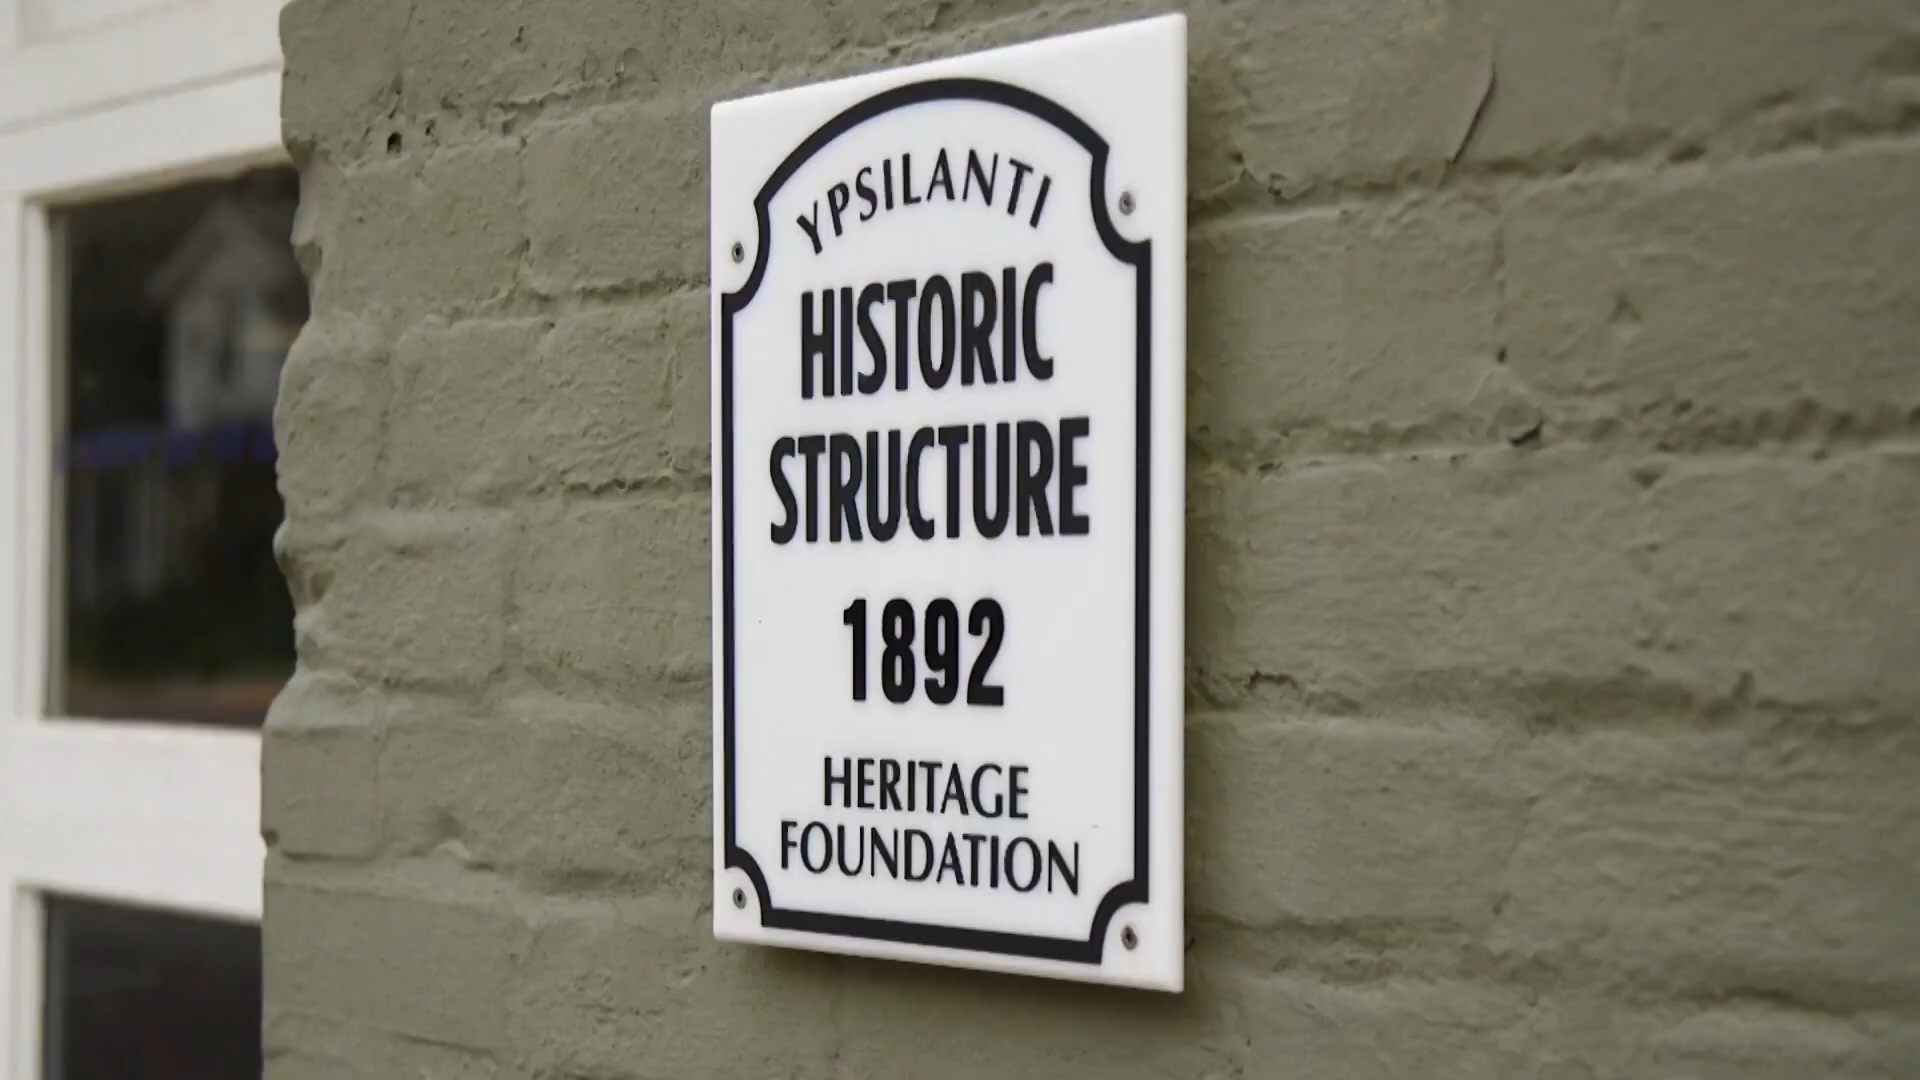 YPSILANTI
HISTORIC
STRUCTURE
1892
HERITAGE
FOUNDATION